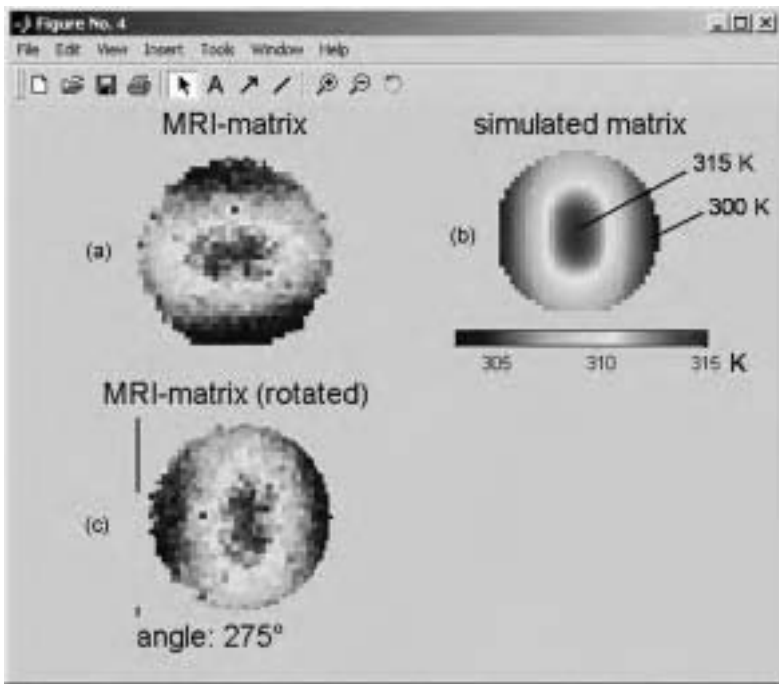 Figure No. 4
File Edit View Insert Tools Window Help
A
MRI-matrix
simulated matrix
315 K
300 K
(a)
(b)
305 310 315 K
MRI-matrix (rotated)
(c)
angle: 275°